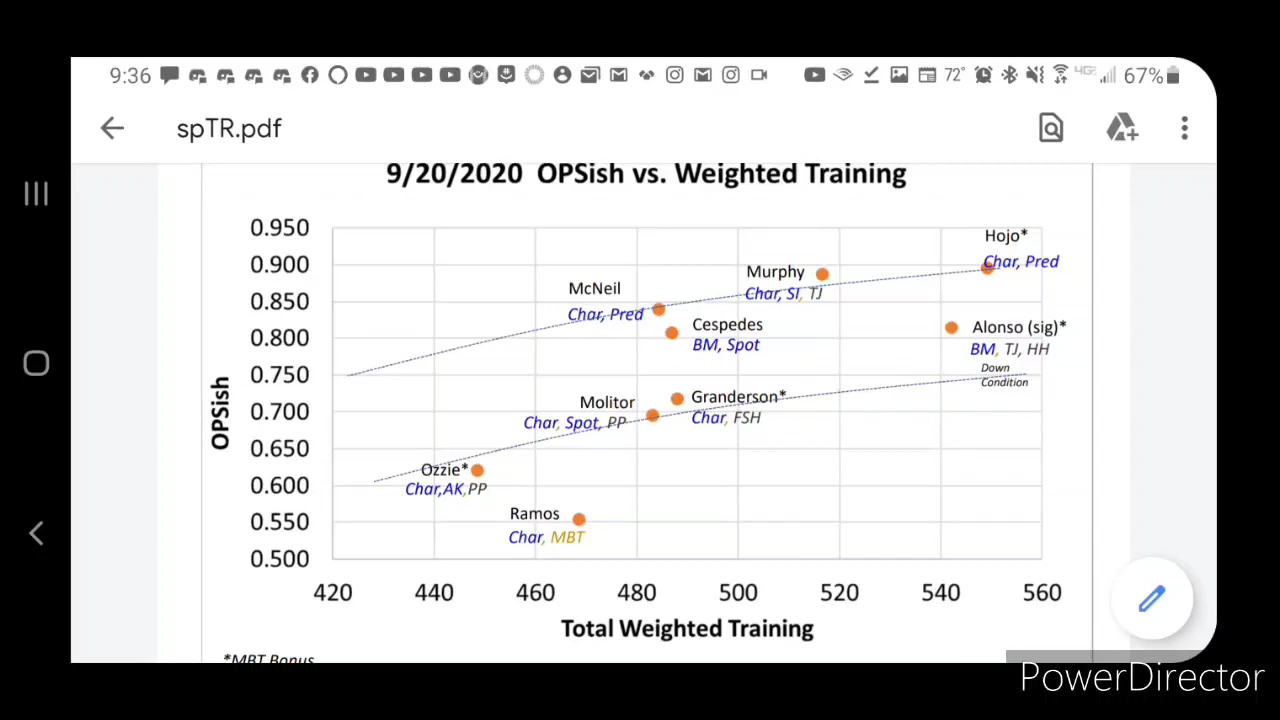 9:36 72° 4G 67%
spTR.pdf
9/20/2020 OPSish vs. Weighted Training
0.950
0.900
0.850
0.800
0.750
0.700
0.650
0.600
0.550
0.500
OPSish
Hojo*
Char, Pred
Murphy
Char, SI, TJ
McNeil
Char, Pred
Cespedes
BM, Spot
Alonso (sig)*
BM, TJ, HH
Down
Condition
Granderson*
Char, FSH
Molitor
Char, Spot, PP
Ozzie*
Char,AK,PP
Ramos
Char, MBT
420 440 460 480 500 520 540 560
Total Weighted Training
*MBT Bonus
PowerDirector